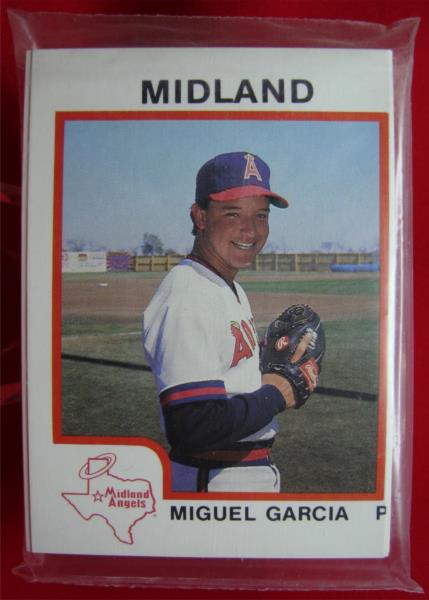 MIDLAND
A
A
Midland
Angels
MIGUEL GARCIA P